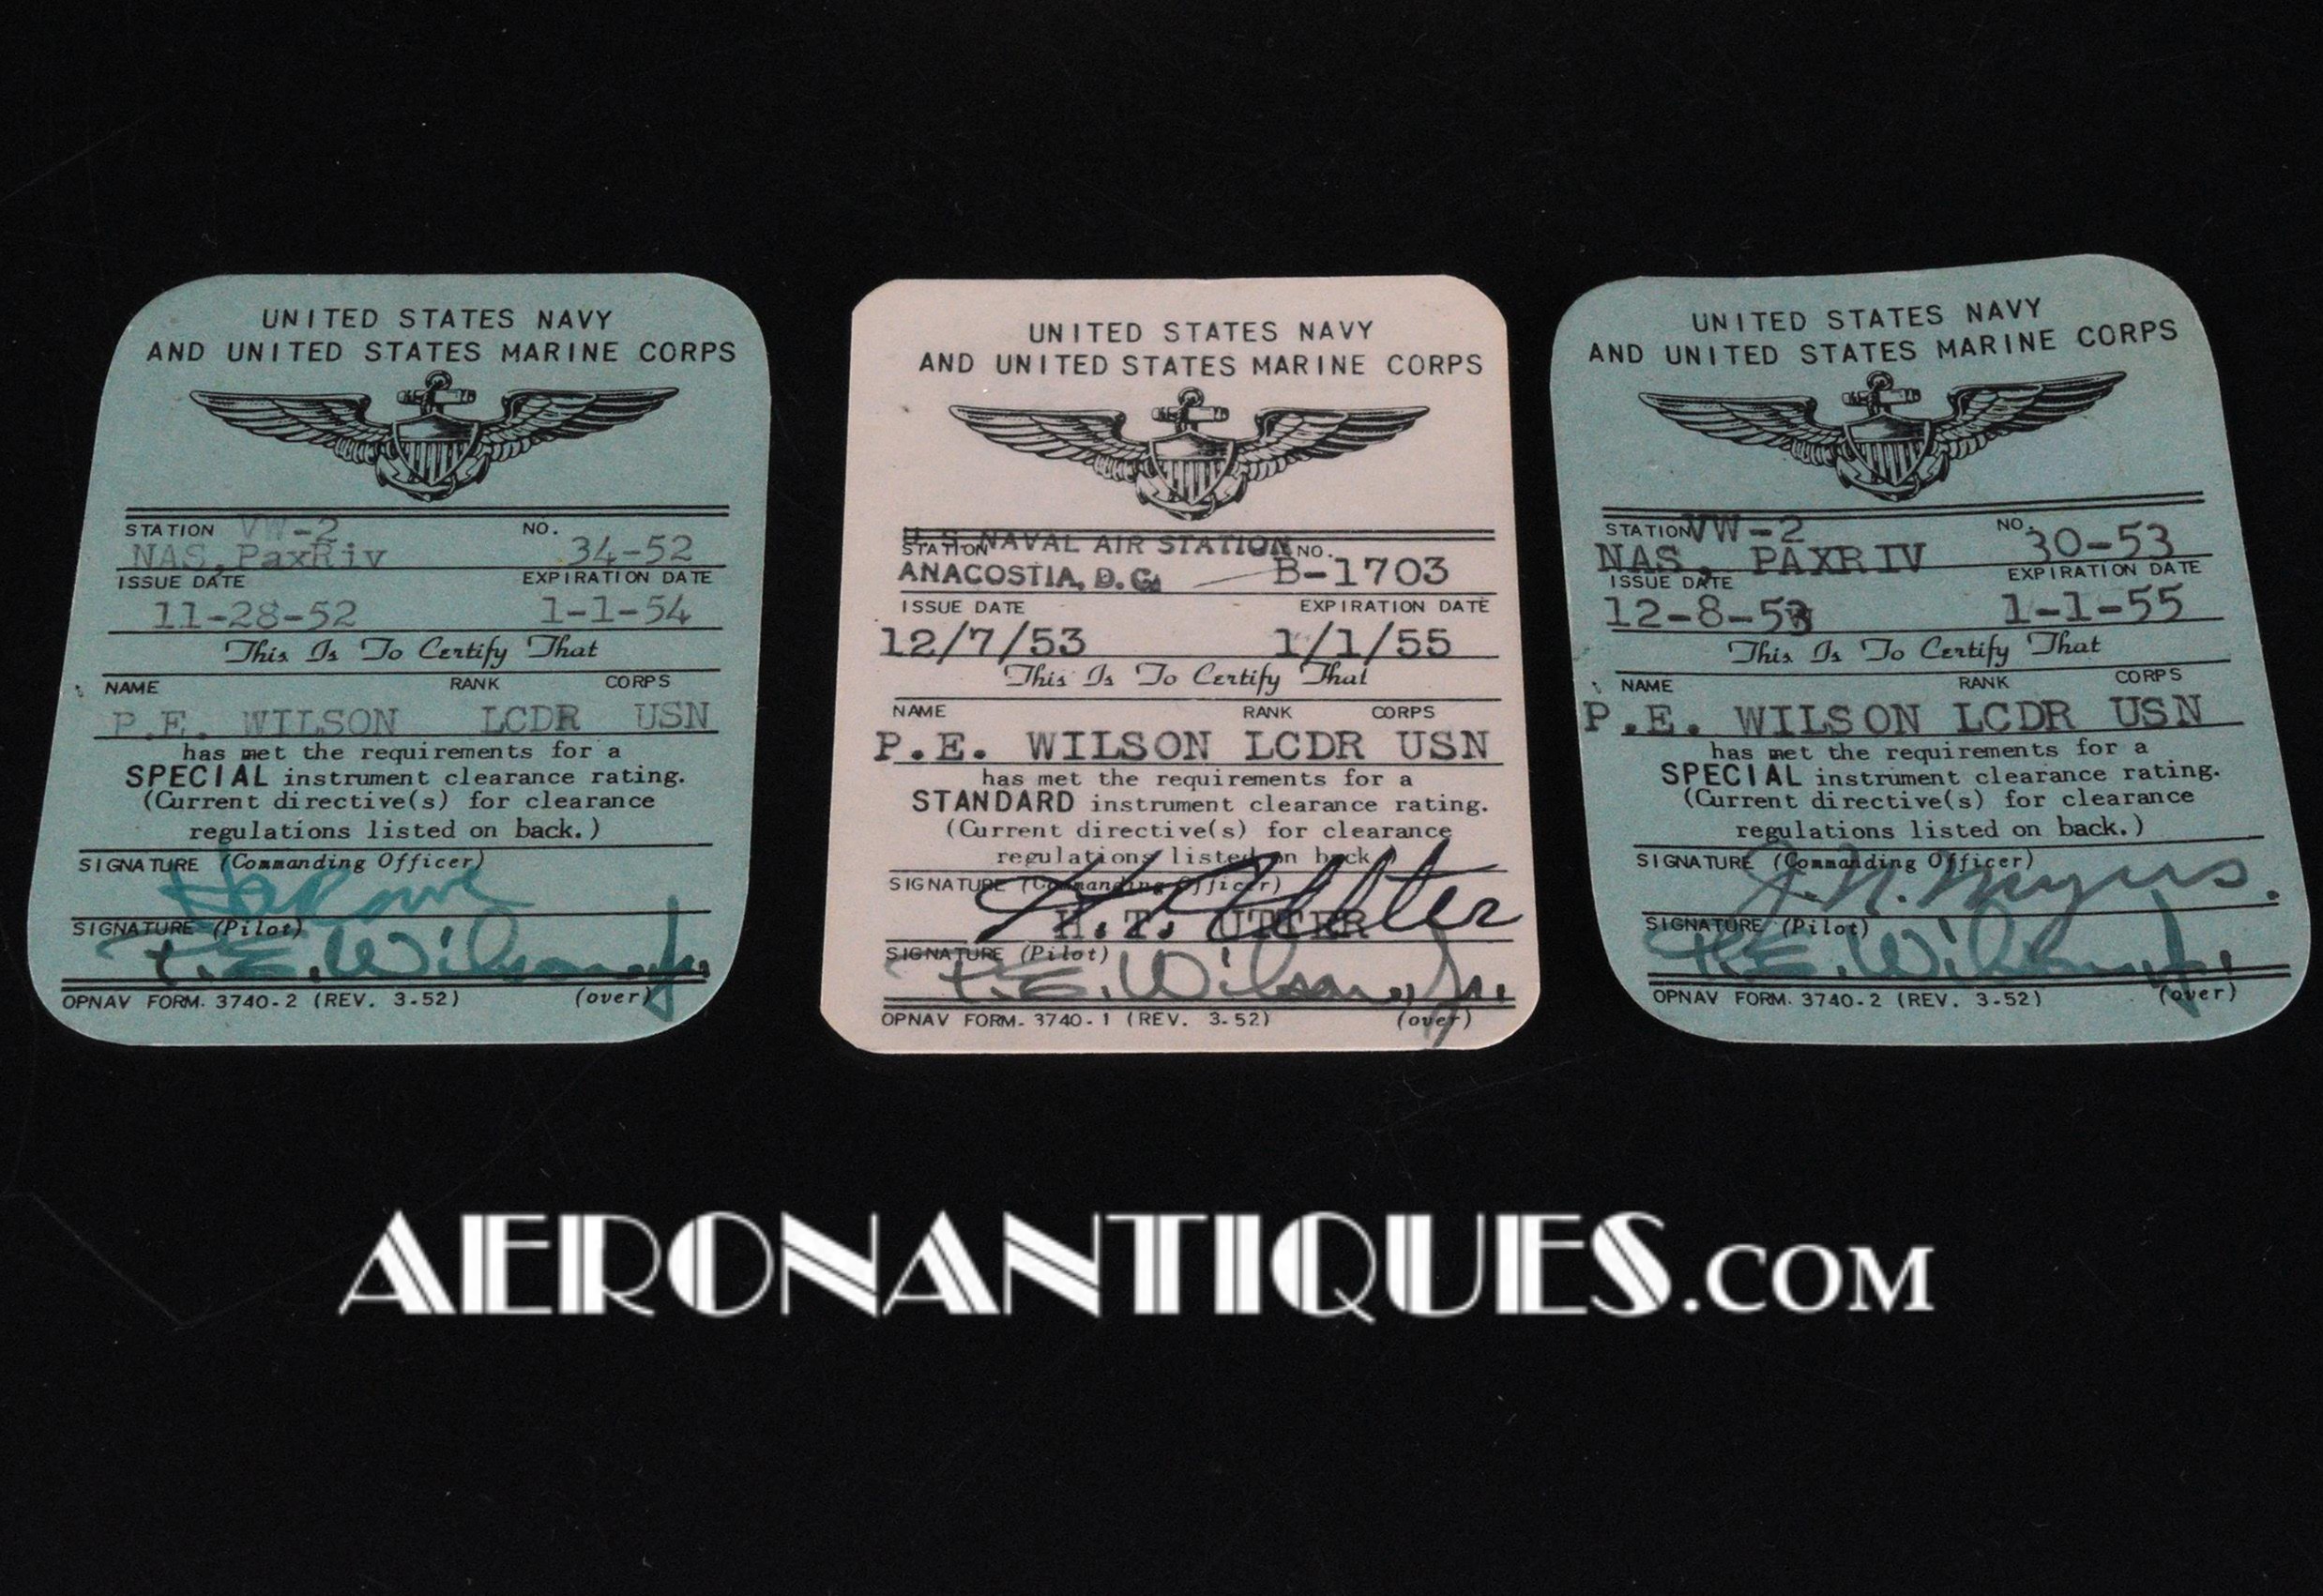 UNITED STATES NAVY
AND UNITED STATES MARINE CORPS
STATION VW-2 NO.
NAS, PaxRiv 34-52
ISSUE DATE EXPIRATION DATE
11-28-52 1-1-54
This Is To Certify That
NAME RANK CORPS
P.E. WILSON LCDR USN
has met the requirements for a
SPECIAL instrument clearance rating.
(Current directive(s) for clearance
regulations listed on back.)
SIGNATURE (Commanding Officer)
SIGNATURE (Pilot)
P. E. Wilson, Jr.
OPNAV FORM. 3740-2 (REV. 3-52) (over)
UNITED STATES NAVY
AND UNITED STATES MARINE CORPS
U. S. NAVAL AIR STATION
STATION NO.
ANACOSTIA, D. C. B-1703
ISSUE DATE EXPIRATION DATE
12/7/53 1/1/55
This Is To Certify That
NAME RANK CORPS
P.E. WILSON LCDR USN
has met the requirements for a
STANDARD instrument clearance rating.
(Current directive(s) for clearance
regulations listed on back
SIGNATURE (Commanding Officer)
H. T. Utter
H. T. UTTER
SIGNATURE (Pilot)
P. E. Wilson, Jr.
OPNAV FORM. 3740-1 (REV. 3-52) (over)
UNITED STATES NAVY
AND UNITED STATES MARINE CORPS
STATION VW-2 NO.
NAS, PAXRIV 30-53
ISSUE DATE EXPIRATION DATE
12-8-53 1-1-55
This Is To Certify That
NAME RANK CORPS
P.E. WILSON LCDR USN
has met the requirements for a
SPECIAL instrument clearance rating.
(Current directive(s) for clearance
regulations listed on back.)
SIGNATURE (Commanding Officer)
J. N. Myers.
SIGNATURE (Pilot)
P. E. Wilson, Jr.
OPNAV FORM. 3740-2 (REV. 3-52) (over)
AERONANTIQUES.COM